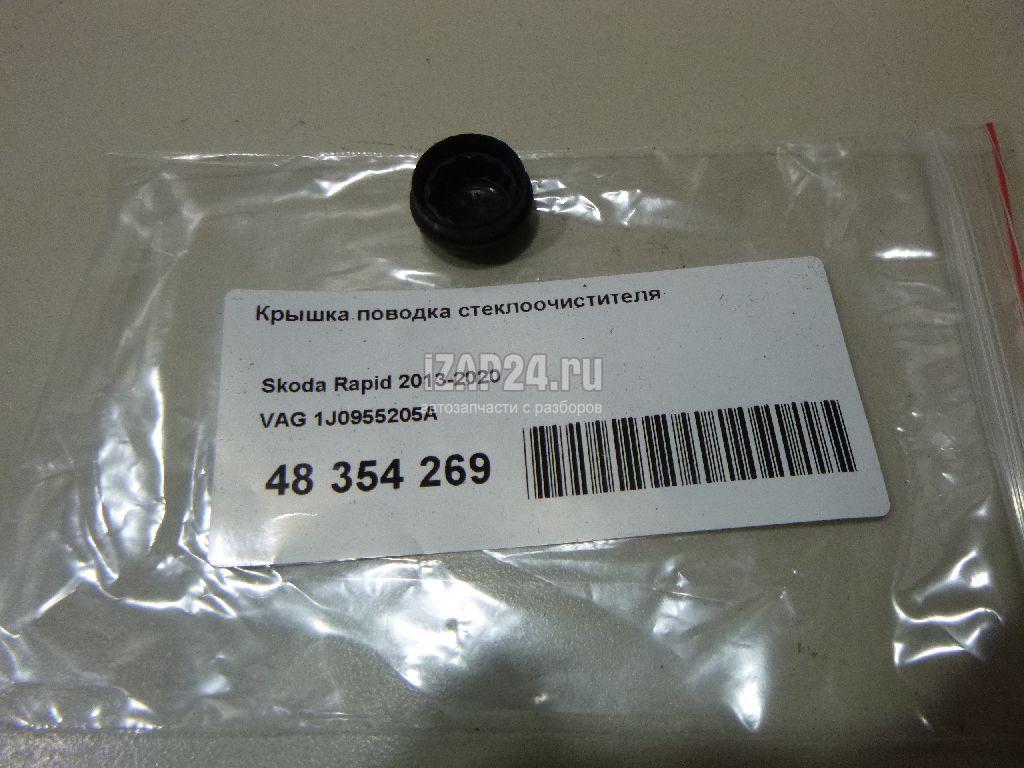 Крышка поводка стеклоочистителя
iZAP24.ru
Skoda Rapid 2013-2020
автозапчасти с разборов
VAG 1J0955205A
48 354 269